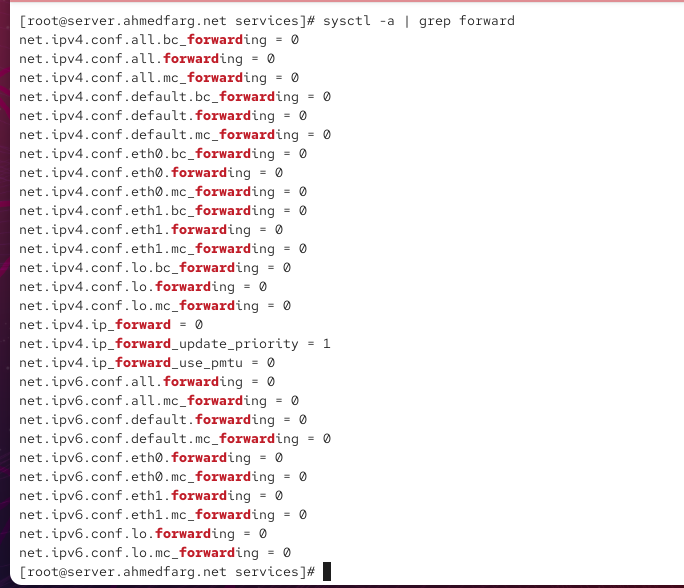 [root@server.ahmedfarg.net services]# sysctl -a | grep forward
net.ipv4.conf.all.bc_forwarding = 0
net.ipv4.conf.all.forwarding = 0
net.ipv4.conf.all.mc_forwarding = 0
net.ipv4.conf.default.bc_forwarding = 0
net.ipv4.conf.default.forwarding = 0
net.ipv4.conf.default.mc_forwarding = 0
net.ipv4.conf.eth0.bc_forwarding = 0
net.ipv4.conf.eth0.forwarding = 0
net.ipv4.conf.eth0.mc_forwarding = 0
net.ipv4.conf.eth1.bc_forwarding = 0
net.ipv4.conf.eth1.forwarding = 0
net.ipv4.conf.eth1.mc_forwarding = 0
net.ipv4.conf.lo.bc_forwarding = 0
net.ipv4.conf.lo.forwarding = 0
net.ipv4.conf.lo.mc_forwarding = 0
net.ipv4.ip_forward = 0
net.ipv4.ip_forward_update_priority = 1
net.ipv4.ip_forward_use_pmtu = 0
net.ipv6.conf.all.forwarding = 0
net.ipv6.conf.all.mc_forwarding = 0
net.ipv6.conf.default.forwarding = 0
net.ipv6.conf.default.mc_forwarding = 0
net.ipv6.conf.eth0.forwarding = 0
net.ipv6.conf.eth0.mc_forwarding = 0
net.ipv6.conf.eth1.forwarding = 0
net.ipv6.conf.eth1.mc_forwarding = 0
net.ipv6.conf.lo.forwarding = 0
net.ipv6.conf.lo.mc_forwarding = 0
[root@server.ahmedfarg.net services]#